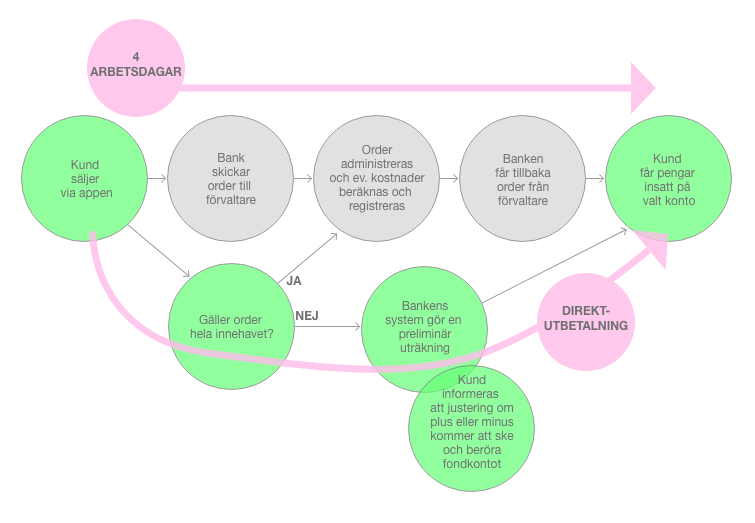 4
ARBETSDAGAR
Kund
säljer
via appen
Bank
skickar
order till
förvaltare
Order
administreras
och ev. kostnader
beräknas och
registreras
Banken
får tillbaka
order från
förvaltare
Kund
får pengar
insatt på
valt konto
JA
NEJ
Gäller order
hela innehavet?
Bankens
system gör en
preliminär
uträkning
DIREKT-
UTBETALNING
Kund
informeras
att justering om
plus eller minus
kommer att ske
och beröra
fondkontot